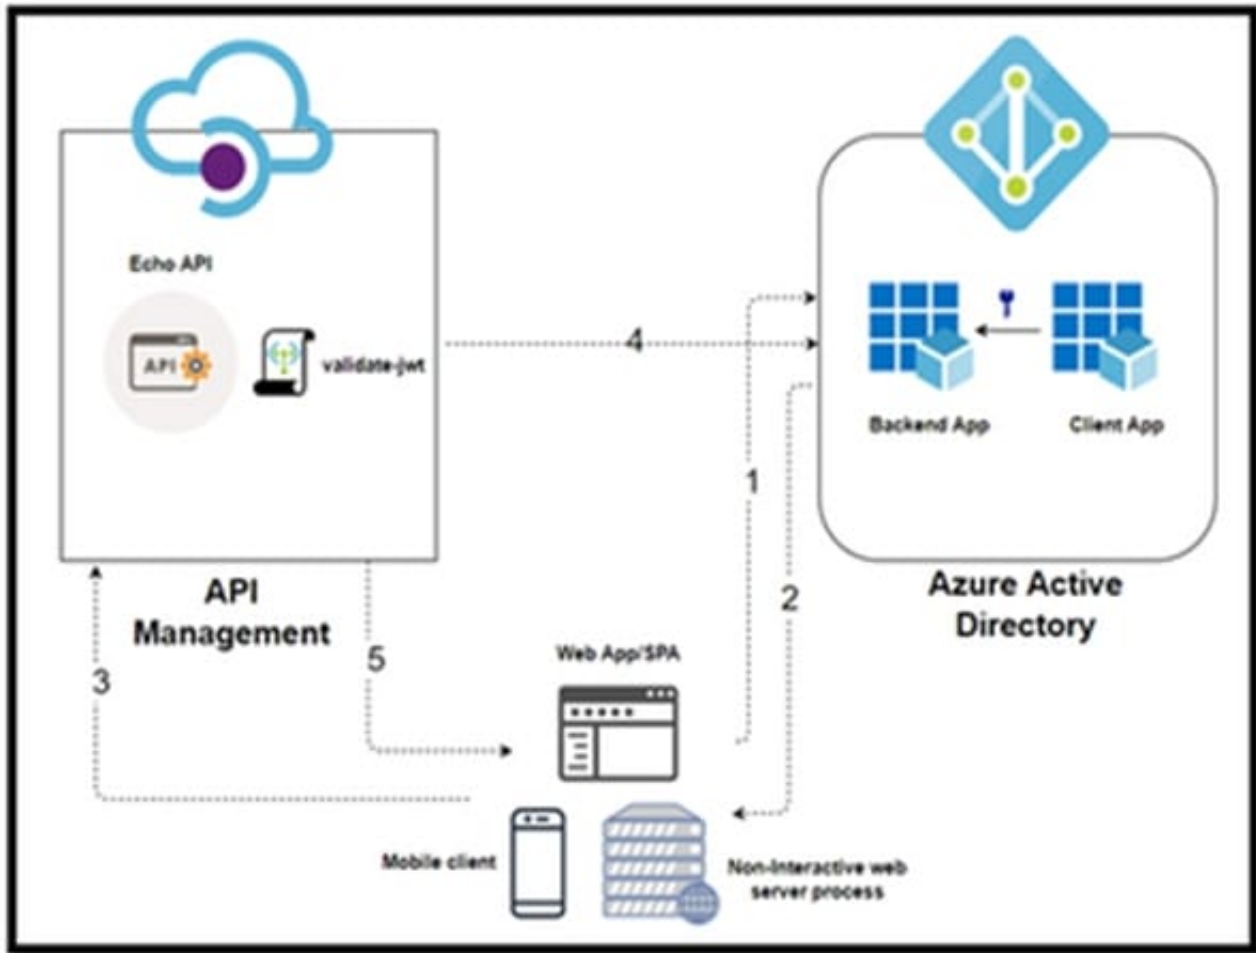 Echo API
API
validate-jwt
API
Management
4
1
2
3
5
Backend App
Client App
Azure Active
Directory
Web App/SPA
Mobile client
Non-Interactive web
server process